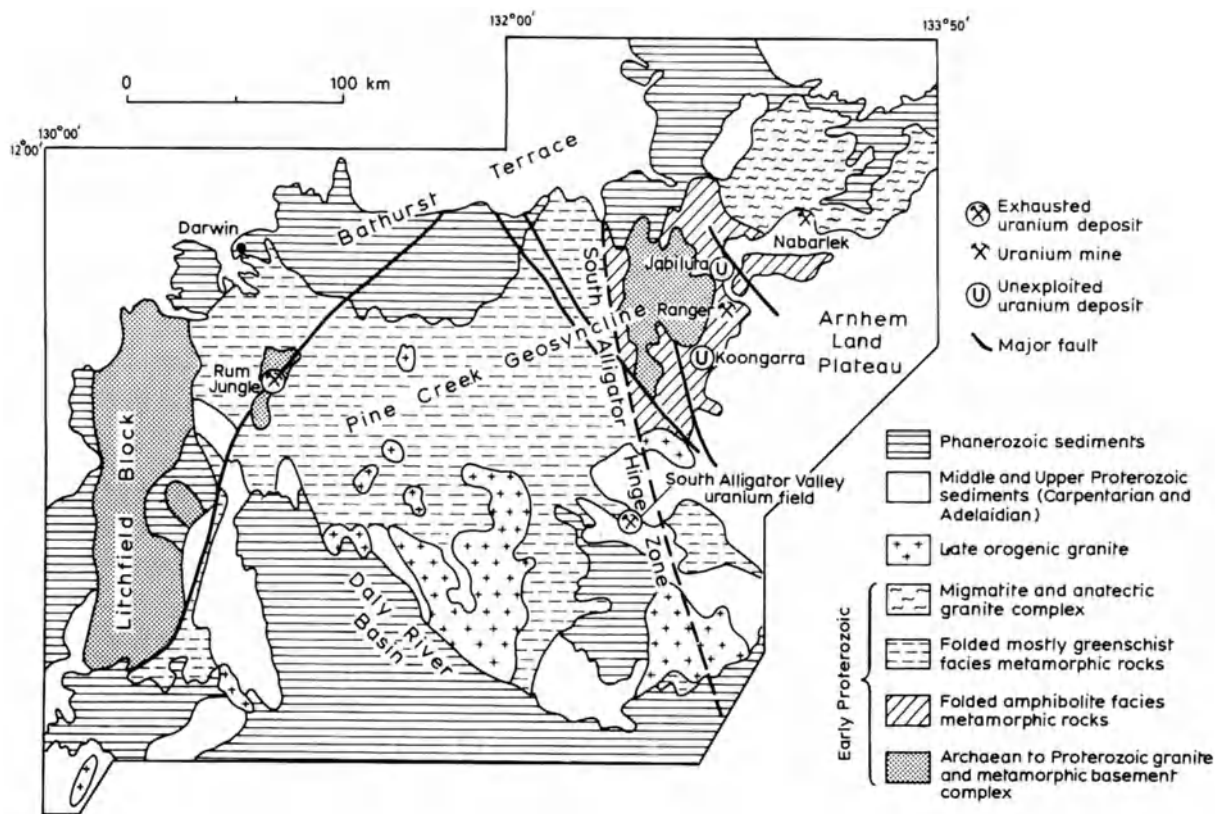 132° 00′
133° 50′
0 100 km
130° 00′
12° 00′
Bathurst Terrace
Darwin
Nabarlek
Jabilura
Ranger
Arnhem
Land
Plateau
Koongarra
Rum
Jungle
Pine Creek Geosyncline
South Alligator Hinge Zone
South Alligator Valley
uranium field
Litchfield Block
Daly River
Basin
Exhausted
uranium deposit
Uranium mine
U Unexploited
uranium deposit
Major fault
Phanerozoic sediments
Middle and Upper Proterozoic
sediments (Carpentarian and
Adelaidian)
Late orogenic granite
Early Proterozoic
Migmatite and anatectic
granite complex
Folded mostly greenschist
facies metamorphic rocks
Folded amphibolite facies
metamorphic rocks
Archaean to Proterozoic granite
and metamorphic basement
complex
U
U